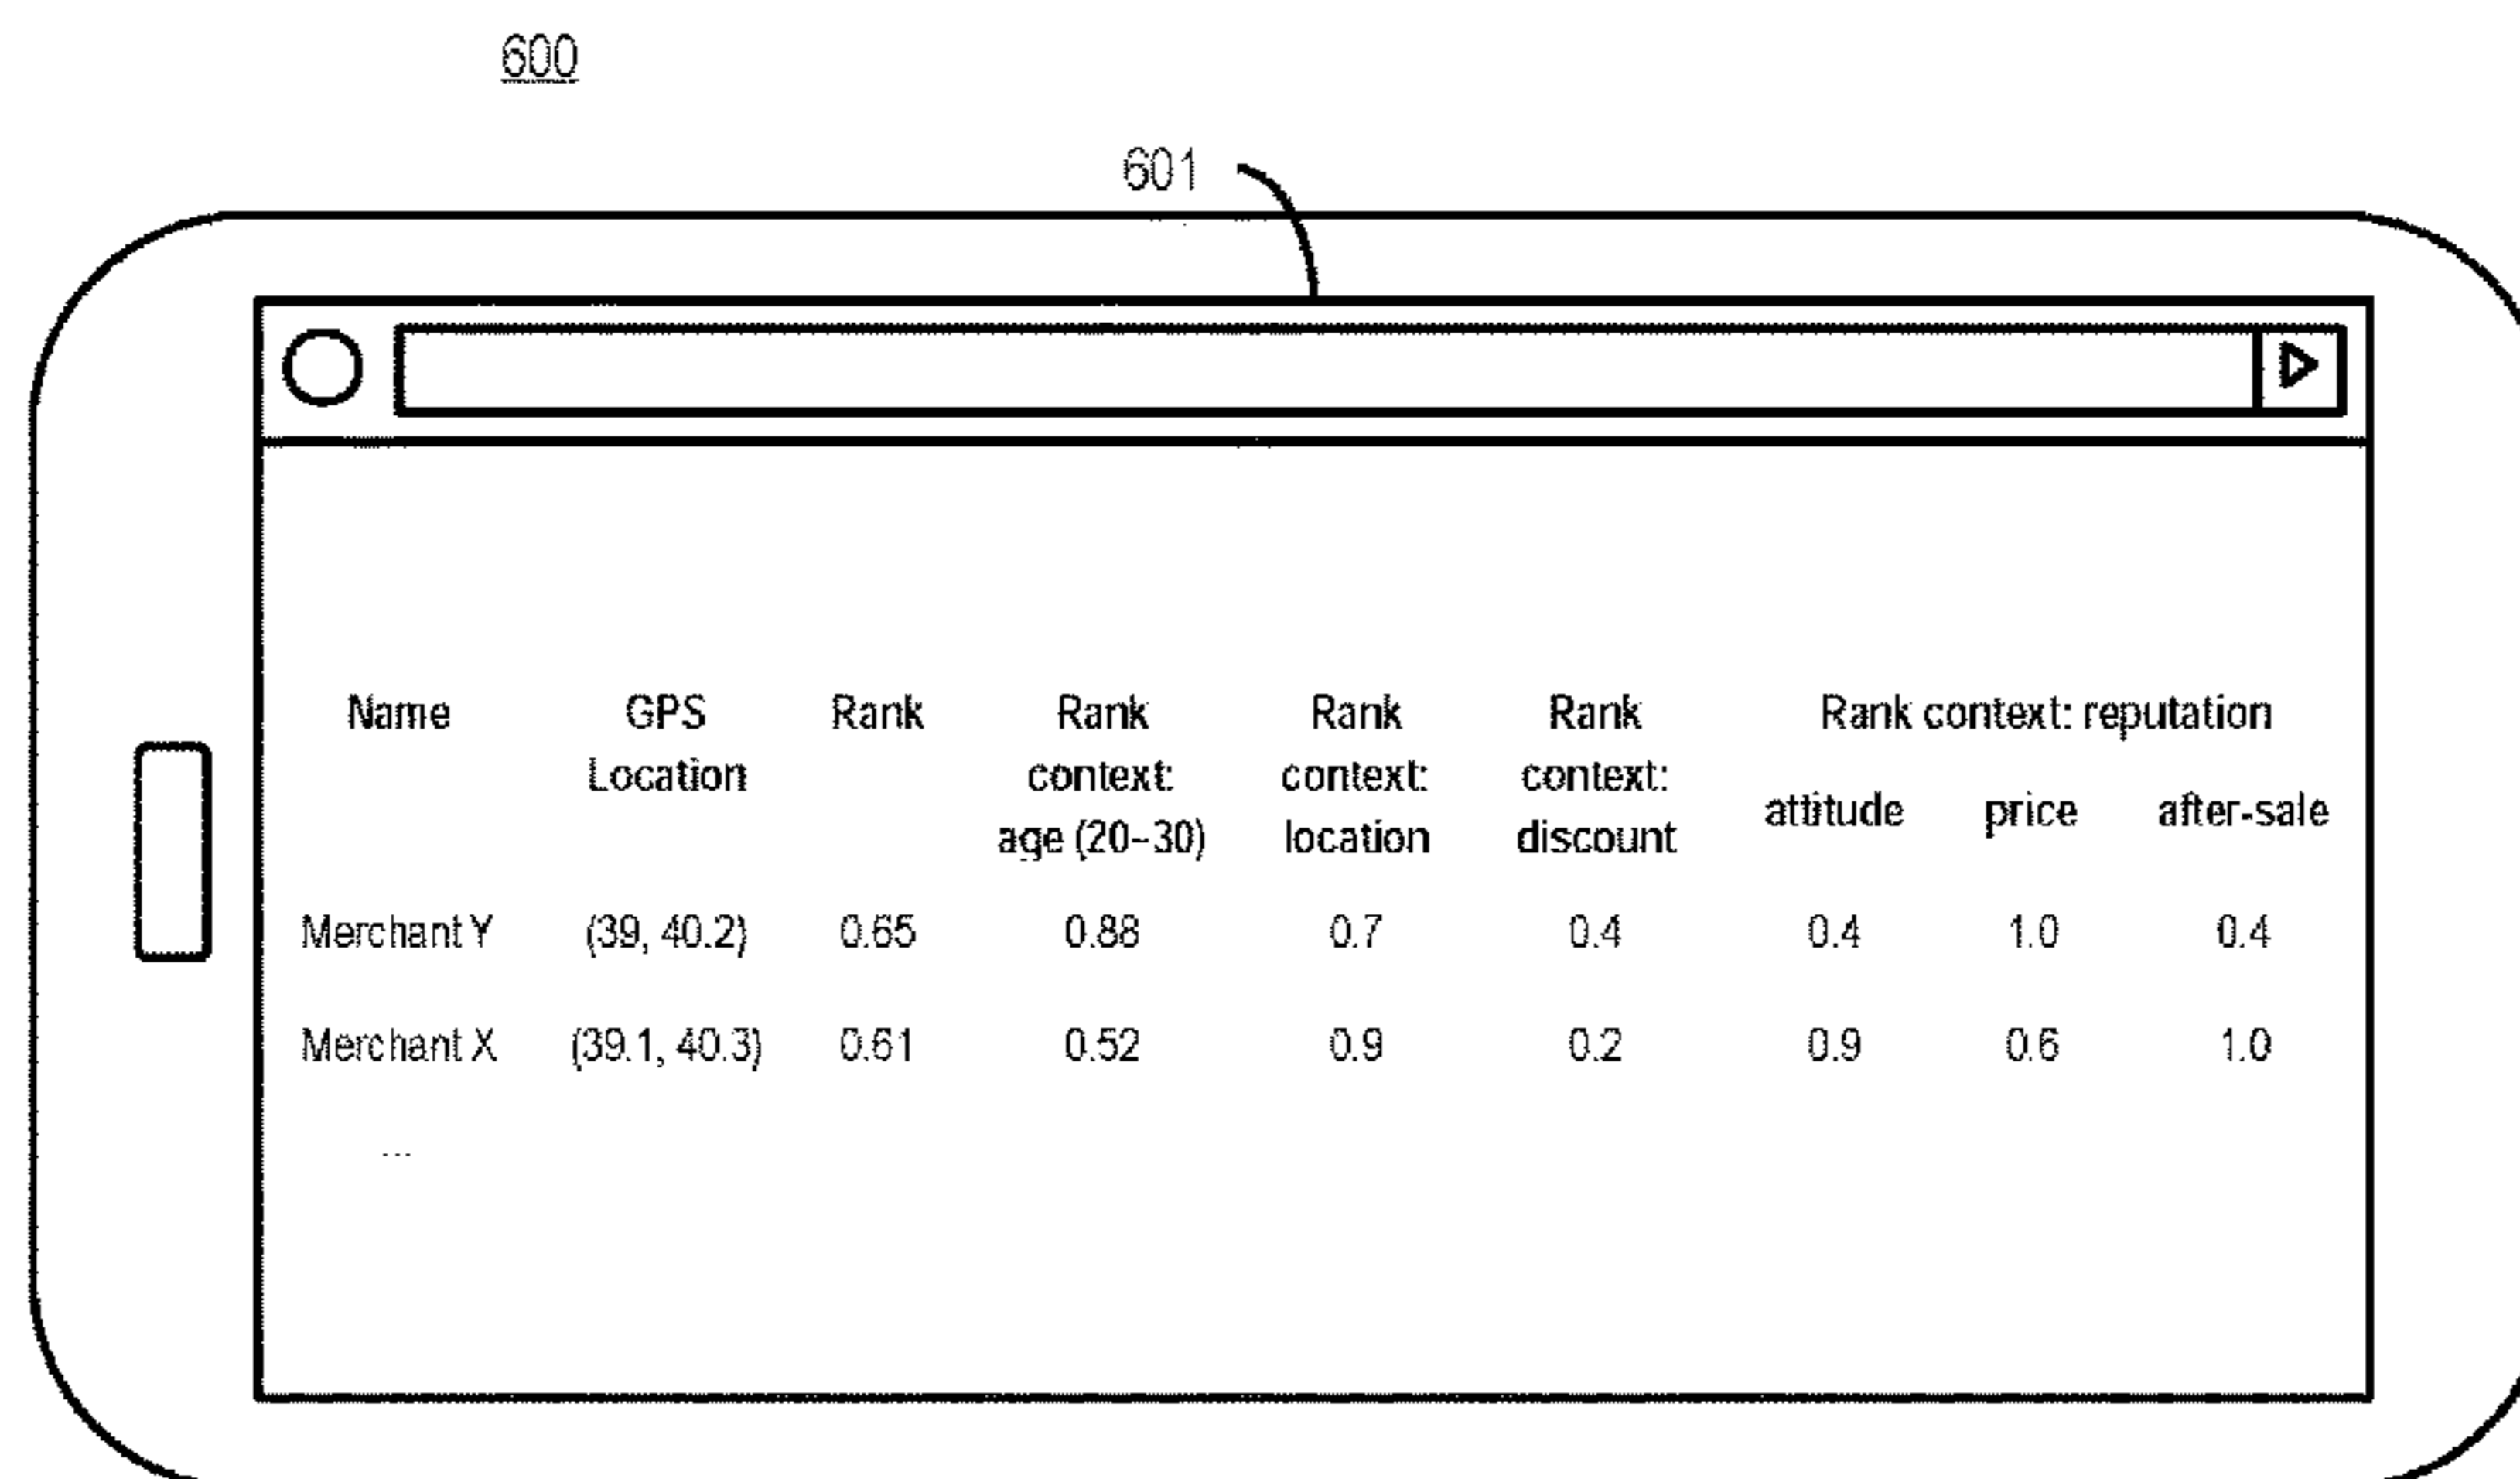 600
601
Name GPS Rank Rank Rank Rank Rank context: reputation
Location context: context: context:
attitude price after-sale
age (20~30) location discount
Merchant Y (39, 40.2) 0.65 0.88 0.7 0.4 0.4 1.0 0.4
Merchant X (39.1, 40.3) 0.61 0.52 0.9 0.2 0.9 0.6 1.0
...